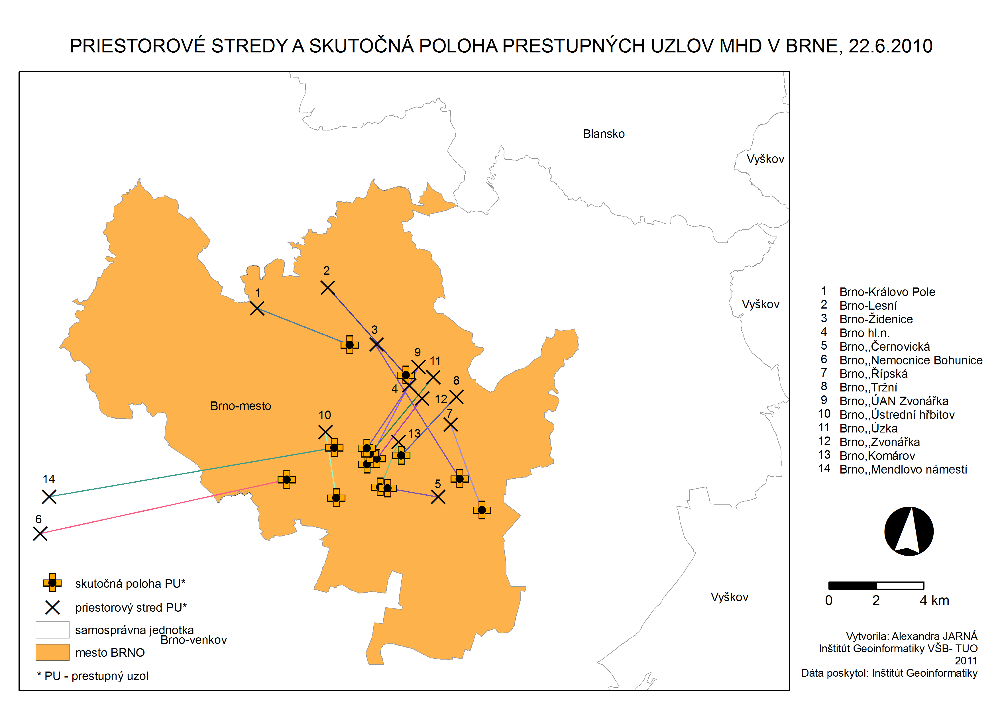 PRIESTOROVÉ STREDY A SKUTOČNÁ POLOHA PRESTUPNÝCH UZLOV MHD V BRNE, 22.6.2010
Blansko
Vyškov
Vyškov
Vyškov
Brno-mesto
Brno-venkov
1
2
3
9
11
4
8
12
7
10
13
14
5
6
skutočná poloha PU*
priestorový stred PU*
samosprávna jednotka
mesto BRNO
* PU - prestupný uzol
1 Brno-Královo Pole
2 Brno-Lesní
3 Brno-Židenice
4 Brno hl.n.
5 Brno,,Černovická
6 Brno,,Nemocnice Bohunice
7 Brno,,Řípská
8 Brno,,Tržní
9 Brno,,ÚAN Zvonářka
10 Brno,,Ústrední hřbitov
11 Brno,,Úzka
12 Brno,,Zvonářka
13 Brno,Komárov
14 Brno,,Mendlovo námestí
0 2 4 km
Vytvorila: Alexandra JARNÁ
Inštitút Geoinformatiky VŠB- TUO
2011
Dáta poskytol: Inštitút Geoinformatiky